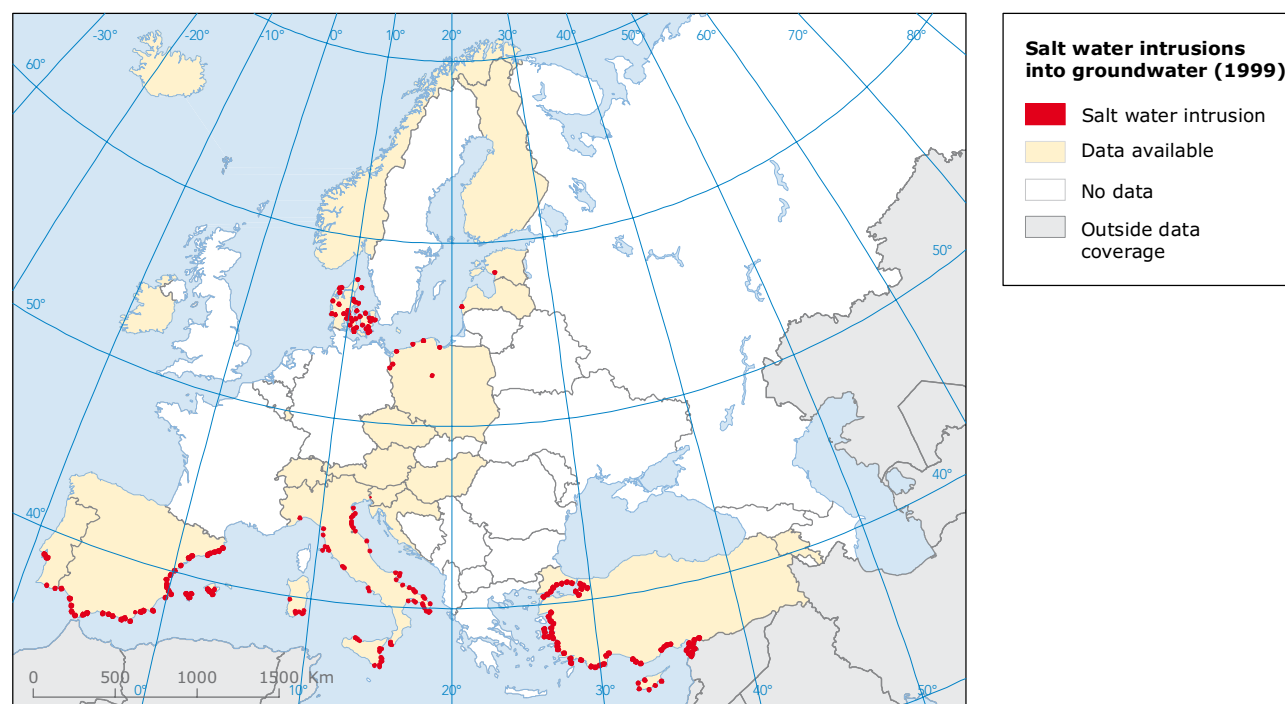 -30° -20° -10° 0° 10° 20° 30° 40° 50° 60° 70° 80°
60°
50°
50°
40°
40°
0 500 1000 1500 Km
0° 10° 20° 30° 40° 50°
Salt water intrusions
into groundwater (1999)
Salt water intrusion
Data available
No data
Outside data
coverage